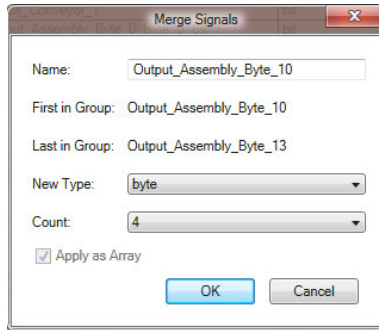 Merge Signals
Name: Output_Assembly_Byte_10
First in Group: Output_Assembly_Byte_10
Last in Group: Output_Assembly_Byte_13
New Type: byte
Count: 4
Apply as Array
OK Cancel